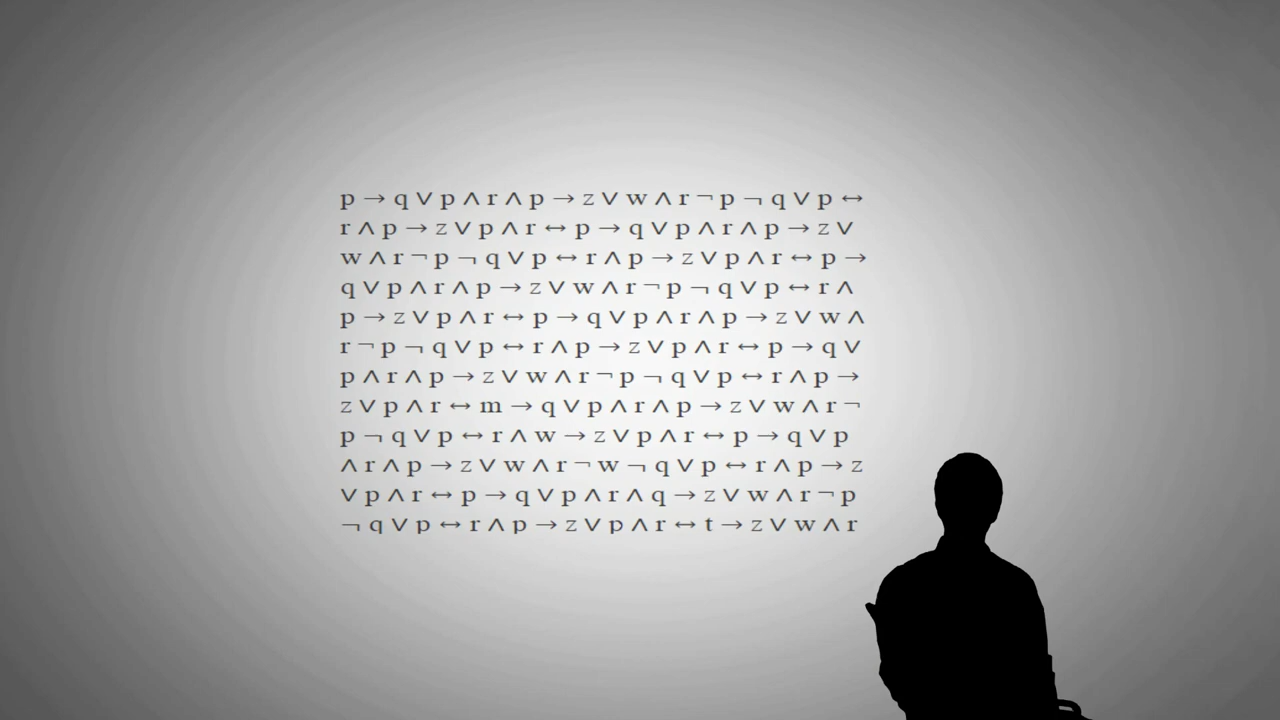 p → q ∨ p ∧ r ∧ p → z ∨ w ∧ r ¬ p ¬ q ∨ p ↔
r ∧ p → z ∨ p ∧ r ↔ p → q ∨ p ∧ r ∧ p → z ∨
w ∧ r ¬ p ¬ q ∨ p ↔ r ∧ p → z ∨ p ∧ r ↔ p →
q ∨ p ∧ r ∧ p → z ∨ w ∧ r ¬ p ¬ q ∨ p ↔ r ∧
p → z ∨ p ∧ r ↔ p → q ∨ p ∧ r ∧ p → z ∨ w ∧
r ¬ p ¬ q ∨ p ↔ r ∧ p → z ∨ p ∧ r ↔ p → q ∨
p ∧ r ∧ p → z ∨ w ∧ r ¬ p ¬ q ∨ p ↔ r ∧ p →
z ∨ p ∧ r ↔ m → q ∨ p ∧ r ∧ p → z ∨ w ∧ r ¬
p ¬ q ∨ p ↔ r ∧ w → z ∨ p ∧ r ↔ p → q ∨ p
∧ r ∧ p → z ∨ w ∧ r ¬ w ¬ q ∨ p ↔ r ∧ p → z
∨ p ∧ r ↔ p → q ∨ p ∧ r ∧ q → z ∨ w ∧ r ¬ p
¬ q ∨ p ↔ r ∧ p → z ∨ p ∧ r ↔ t → z ∨ w ∧ r